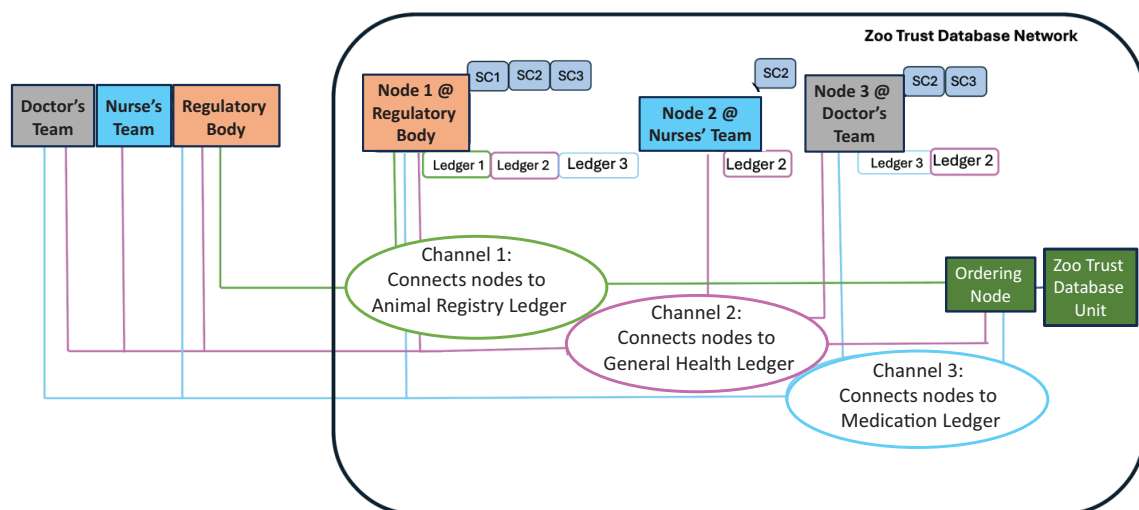 Zoo Trust Database Network
SC1 SC2 SC3
SC2
SC2 SC3
Doctor's
Team
Nurse's
Team
Regulatory
Body
Node 1 @
Regulatory
Body
Node 2 @
Nurses' Team
Node 3 @
Doctor's
Team
Ledger 1 Ledger 2 Ledger 3
Ledger 2
Ledger 3 Ledger 2
Channel 1:
Connects nodes to
Animal Registry Ledger
Channel 2:
Connects nodes to
General Health Ledger
Channel 3:
Connects nodes to
Medication Ledger
Ordering
Node
Zoo Trust
Database
Unit